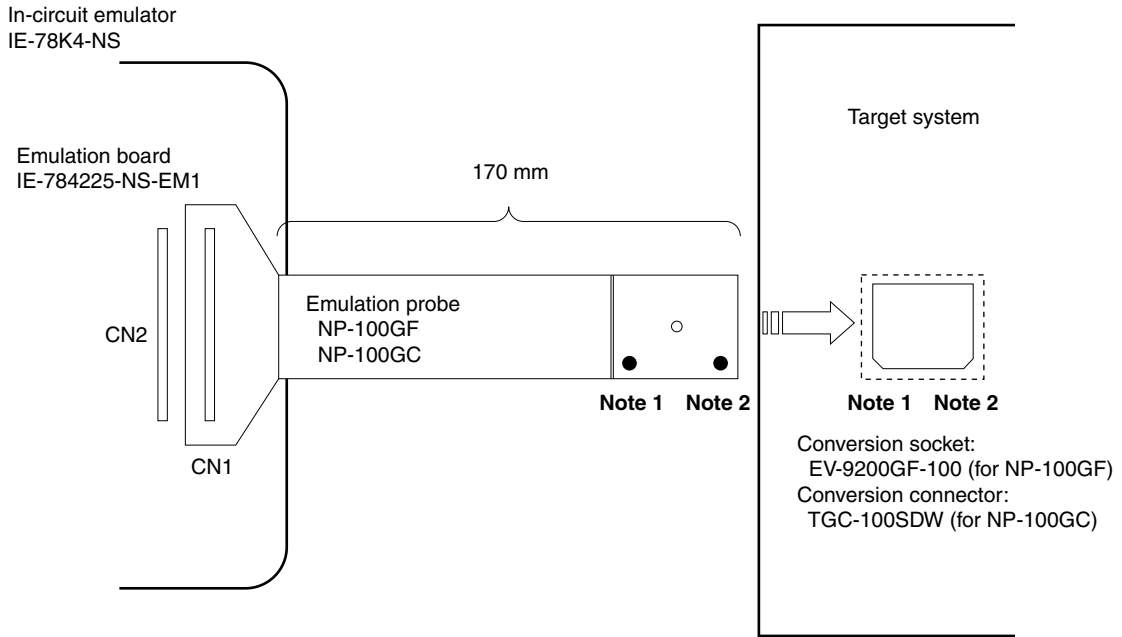 In-circuit emulator
IE-78K4-NS
Target system
Emulation board
IE-784225-NS-EM1
170 mm
Emulation probe
NP-100GF
NP-100GC
CN2
CN1
Note 1 Note 2
Note 1 Note 2
Conversion socket:
EV-9200GF-100 (for NP-100GF)
Conversion connector:
TGC-100SDW (for NP-100GC)